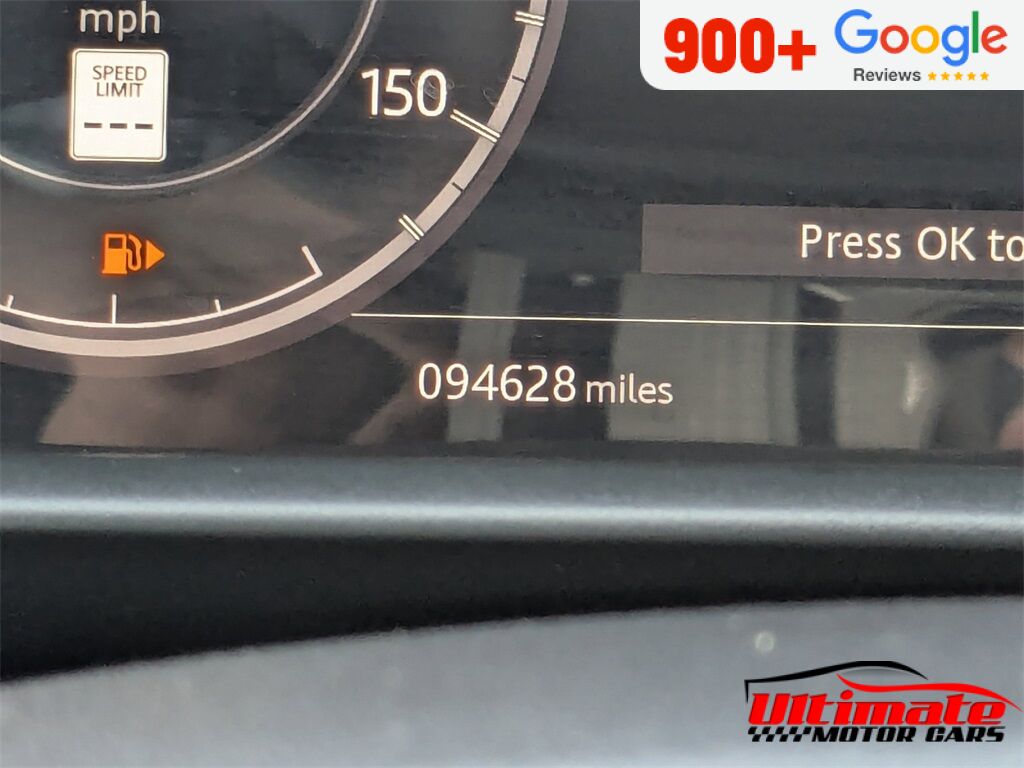 mph
SPEED
LIMIT
---
150
900+ Google
Reviews
Press OK to
094628 miles
Ultimate
MOTOR CARS